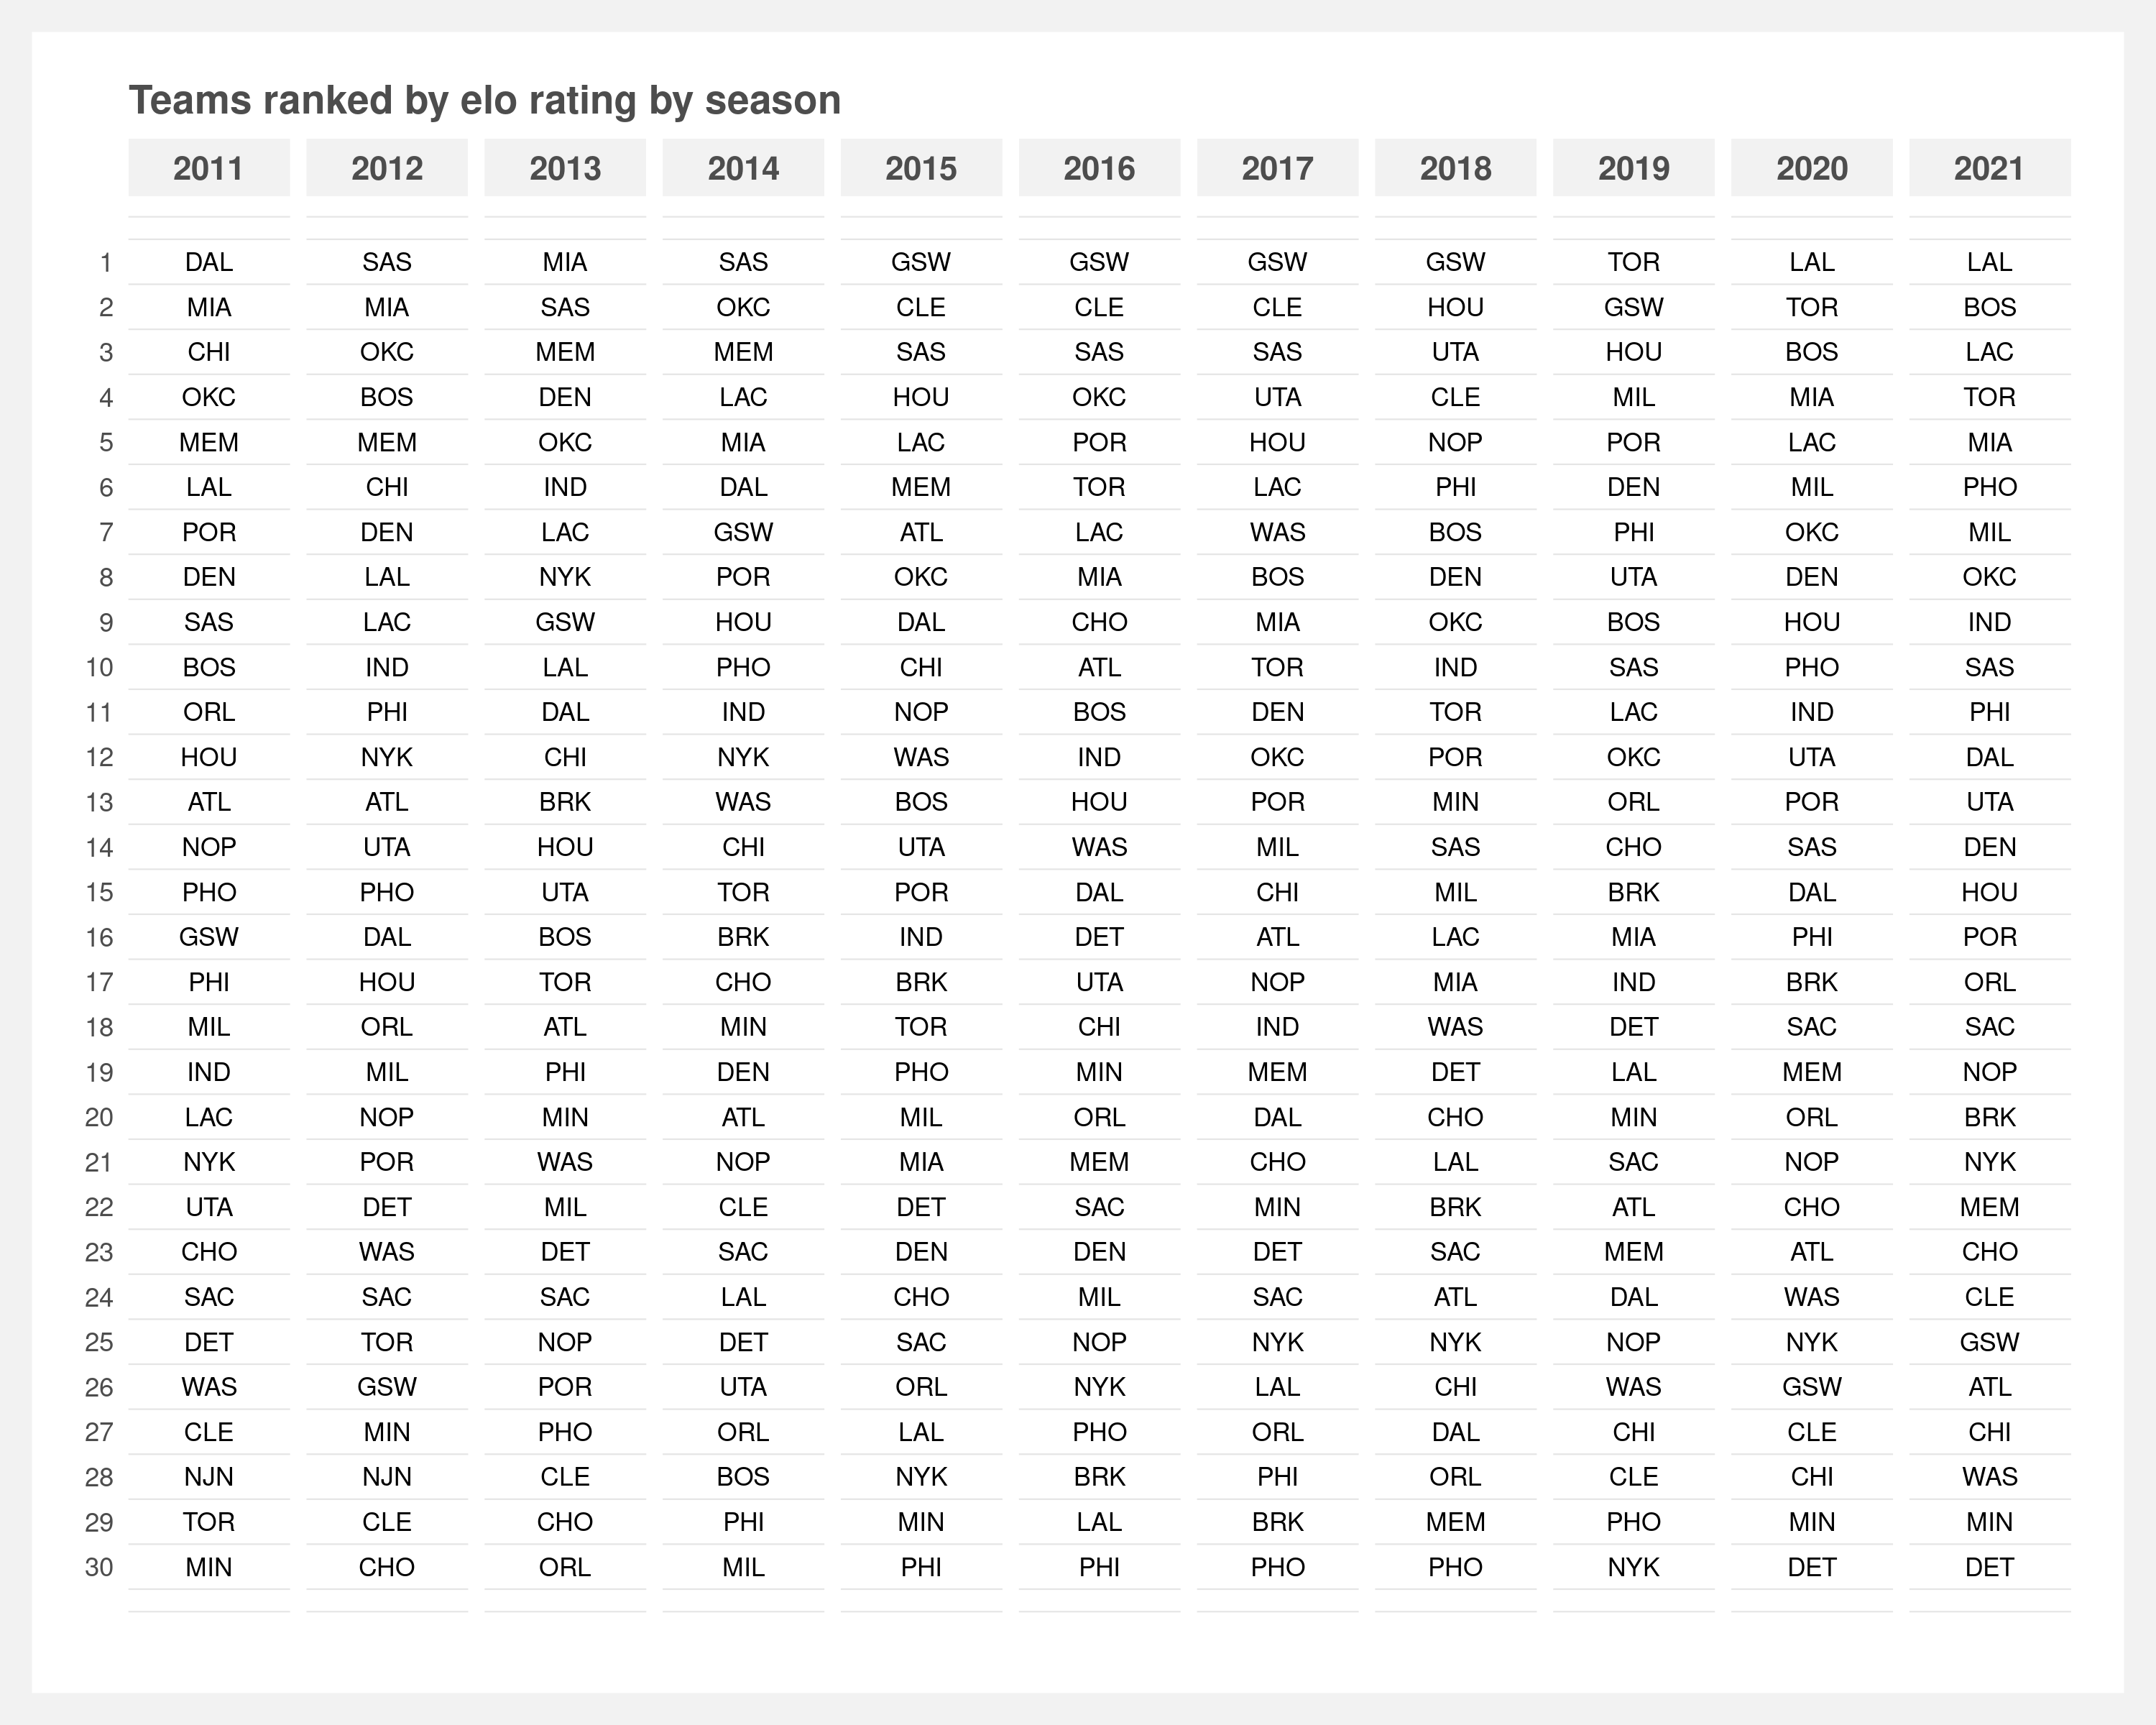 Teams ranked by elo rating by season
2011 2012 2013 2014 2015 2016 2017 2018 2019 2020 2021
1 DAL SAS MIA SAS GSW GSW GSW GSW TOR LAL LAL
2 MIA MIA SAS OKC CLE CLE CLE HOU GSW TOR BOS
3 CHI OKC MEM MEM SAS SAS SAS UTA HOU BOS LAC
4 OKC BOS DEN LAC HOU OKC UTA CLE MIL MIA TOR
5 MEM MEM OKC MIA LAC POR HOU NOP POR LAC MIA
6 LAL CHI IND DAL MEM TOR LAC PHI DEN MIL PHO
7 POR DEN LAC GSW ATL LAC WAS BOS PHI OKC MIL
8 DEN LAL NYK POR OKC MIA BOS DEN UTA DEN OKC
9 SAS LAC GSW HOU DAL CHO MIA OKC BOS HOU IND
10 BOS IND LAL PHO CHI ATL TOR IND SAS PHO SAS
11 ORL PHI DAL IND NOP BOS DEN TOR LAC IND PHI
12 HOU NYK CHI NYK WAS IND OKC POR OKC UTA DAL
13 ATL ATL BRK WAS BOS HOU POR MIN ORL POR UTA
14 NOP UTA HOU CHI UTA WAS MIL SAS CHO SAS DEN
15 PHO PHO UTA TOR POR DAL CHI MIL BRK DAL HOU
16 GSW DAL BOS BRK IND DET ATL LAC MIA PHI POR
17 PHI HOU TOR CHO BRK UTA NOP MIA IND BRK ORL
18 MIL ORL ATL MIN TOR CHI IND WAS DET SAC SAC
19 IND MIL PHI DEN PHO MIN MEM DET LAL MEM NOP
20 LAC NOP MIN ATL MIL ORL DAL CHO MIN ORL BRK
21 NYK POR WAS NOP MIA MEM CHO LAL SAC NOP NYK
22 UTA DET MIL CLE DET SAC MIN BRK ATL CHO MEM
23 CHO WAS DET SAC DEN DEN DET SAC MEM ATL CHO
24 SAC SAC SAC LAL CHO MIL SAC ATL DAL WAS CLE
25 DET TOR NOP DET SAC NOP NYK NYK NOP NYK GSW
26 WAS GSW POR UTA ORL NYK LAL CHI WAS GSW ATL
27 CLE MIN PHO ORL LAL PHO ORL DAL CHI CLE CHI
28 NJN NJN CLE BOS NYK BRK PHI ORL CLE CHI WAS
29 TOR CLE CHO PHI MIN LAL BRK MEM PHO MIN MIN
30 MIN CHO ORL MIL PHI PHI PHO PHO NYK DET DET